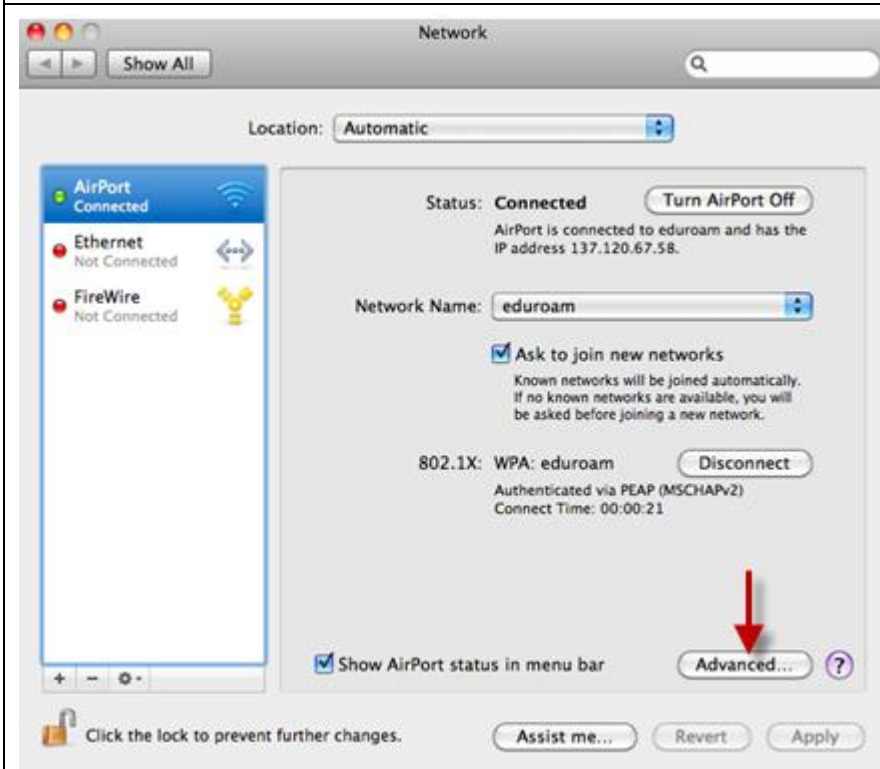 Network
Show All
Location: Automatic
AirPort
Connected
Ethernet
Not Connected
FireWire
Not Connected
Status: Connected Turn AirPort Off
AirPort is connected to eduroam and has the
IP address 137.120.67.58.
Network Name: eduroam
Ask to join new networks
Known networks will be joined automatically.
If no known networks are available, you will
be asked before joining a new network.
802.1X: WPA: eduroam Disconnect
Authenticated via PEAP (MSCHAPv2)
Connect Time: 00:00:21
Show AirPort status in menu bar Advanced... ?
Click the lock to prevent further changes. Assist me... Revert Apply